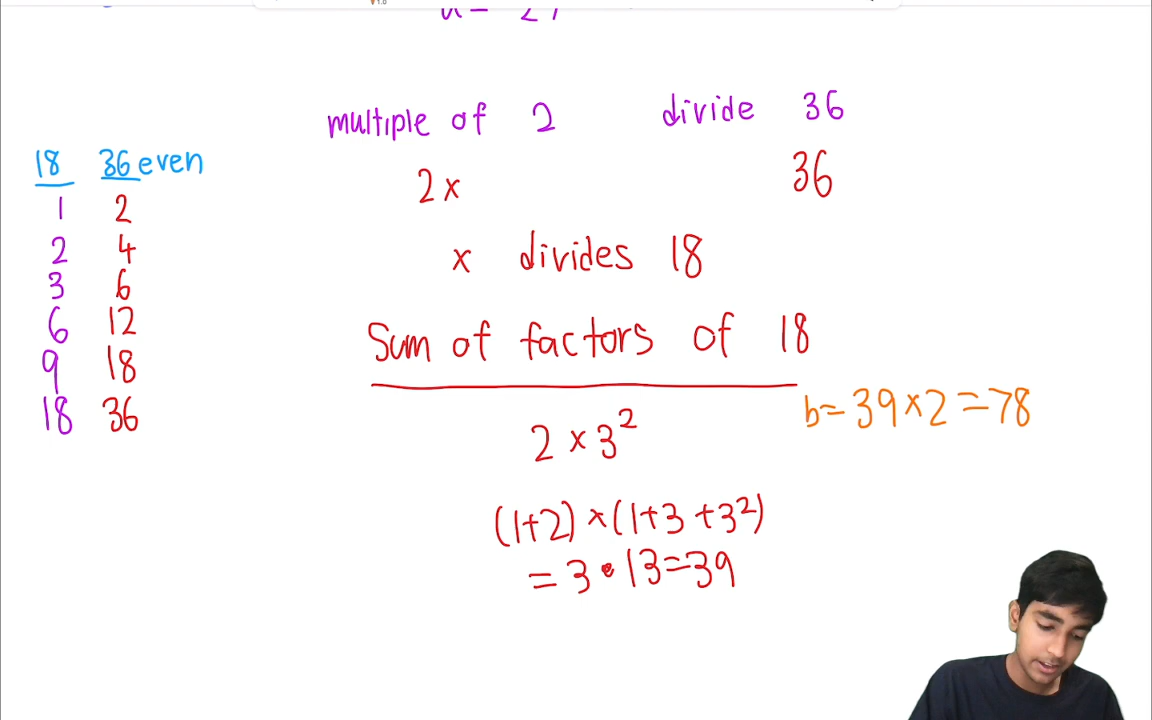 multiple of 2 divide 36
18 36 even
1 2
2 4
3 6
6 12
9 18
18 36
2x 36
x divides 18
Sum of factors of 18
2 × 3²
b=39×2=78
(1+2)×(1+3+3²)
=3•13=39